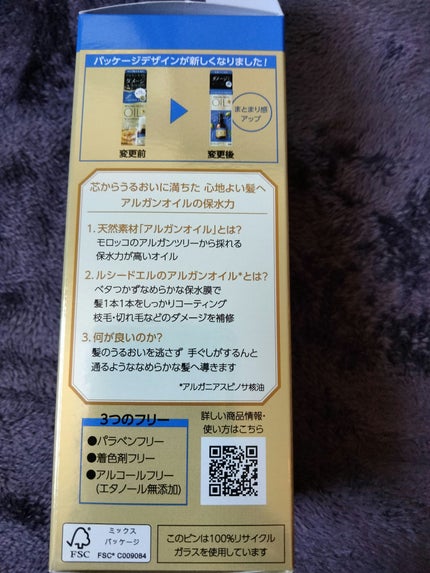 パッケージデザインが新しくなりました!
ダメージ
OIL
変更前
変更後
まとまり感
アップ
芯からうるおいに満ちた 心地よい髪へ
アルガンオイルの保水力
1. 天然素材「アルガンオイル」とは?
モロッコのアルガンツリーから採れる
保水力が高いオイル
2. ルシードエルのアルガンオイル*とは?
ベタつかずなめらかな保水膜で
髪1本1本をしっかりコーティング
枝毛・切れ毛などのダメージを補修
3. 何が良いのか?
髪のうるおいを逃さず 手ぐしがするんと
通るようななめらかな髪へ導きます
*アルガニアスピノサ核油
3つのフリー
●パラベンフリー
●着色剤フリー
●アルコールフリー
(エタノール無添加)
詳しい商品情報・
使い方はこちら
FSC
ミックス
パッケージ
FSC® C009084
このビンは100%リサイクル
ガラスを使用しています